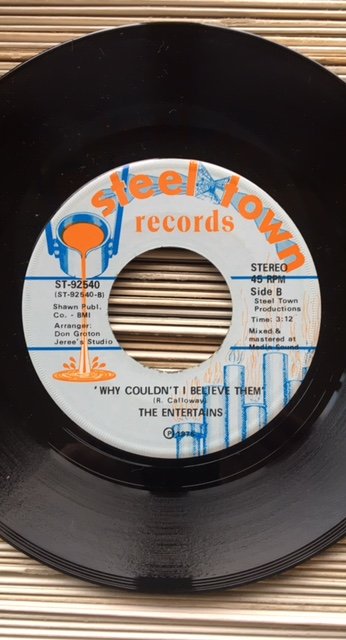 steel town
records
ST-92540
(ST-92540-B)
Shawn Publ.
Co. - BMI
Arranger:
Don Groton
Jeree's Studio
STEREO
45 RPM
Side B
Steel Town
Productions
Time: 3:12
Mixed &
mastered at
Media Sound
'WHY COULDN'T I BELIEVE THEM'
(R. Calloway)
THE ENTERTAINS